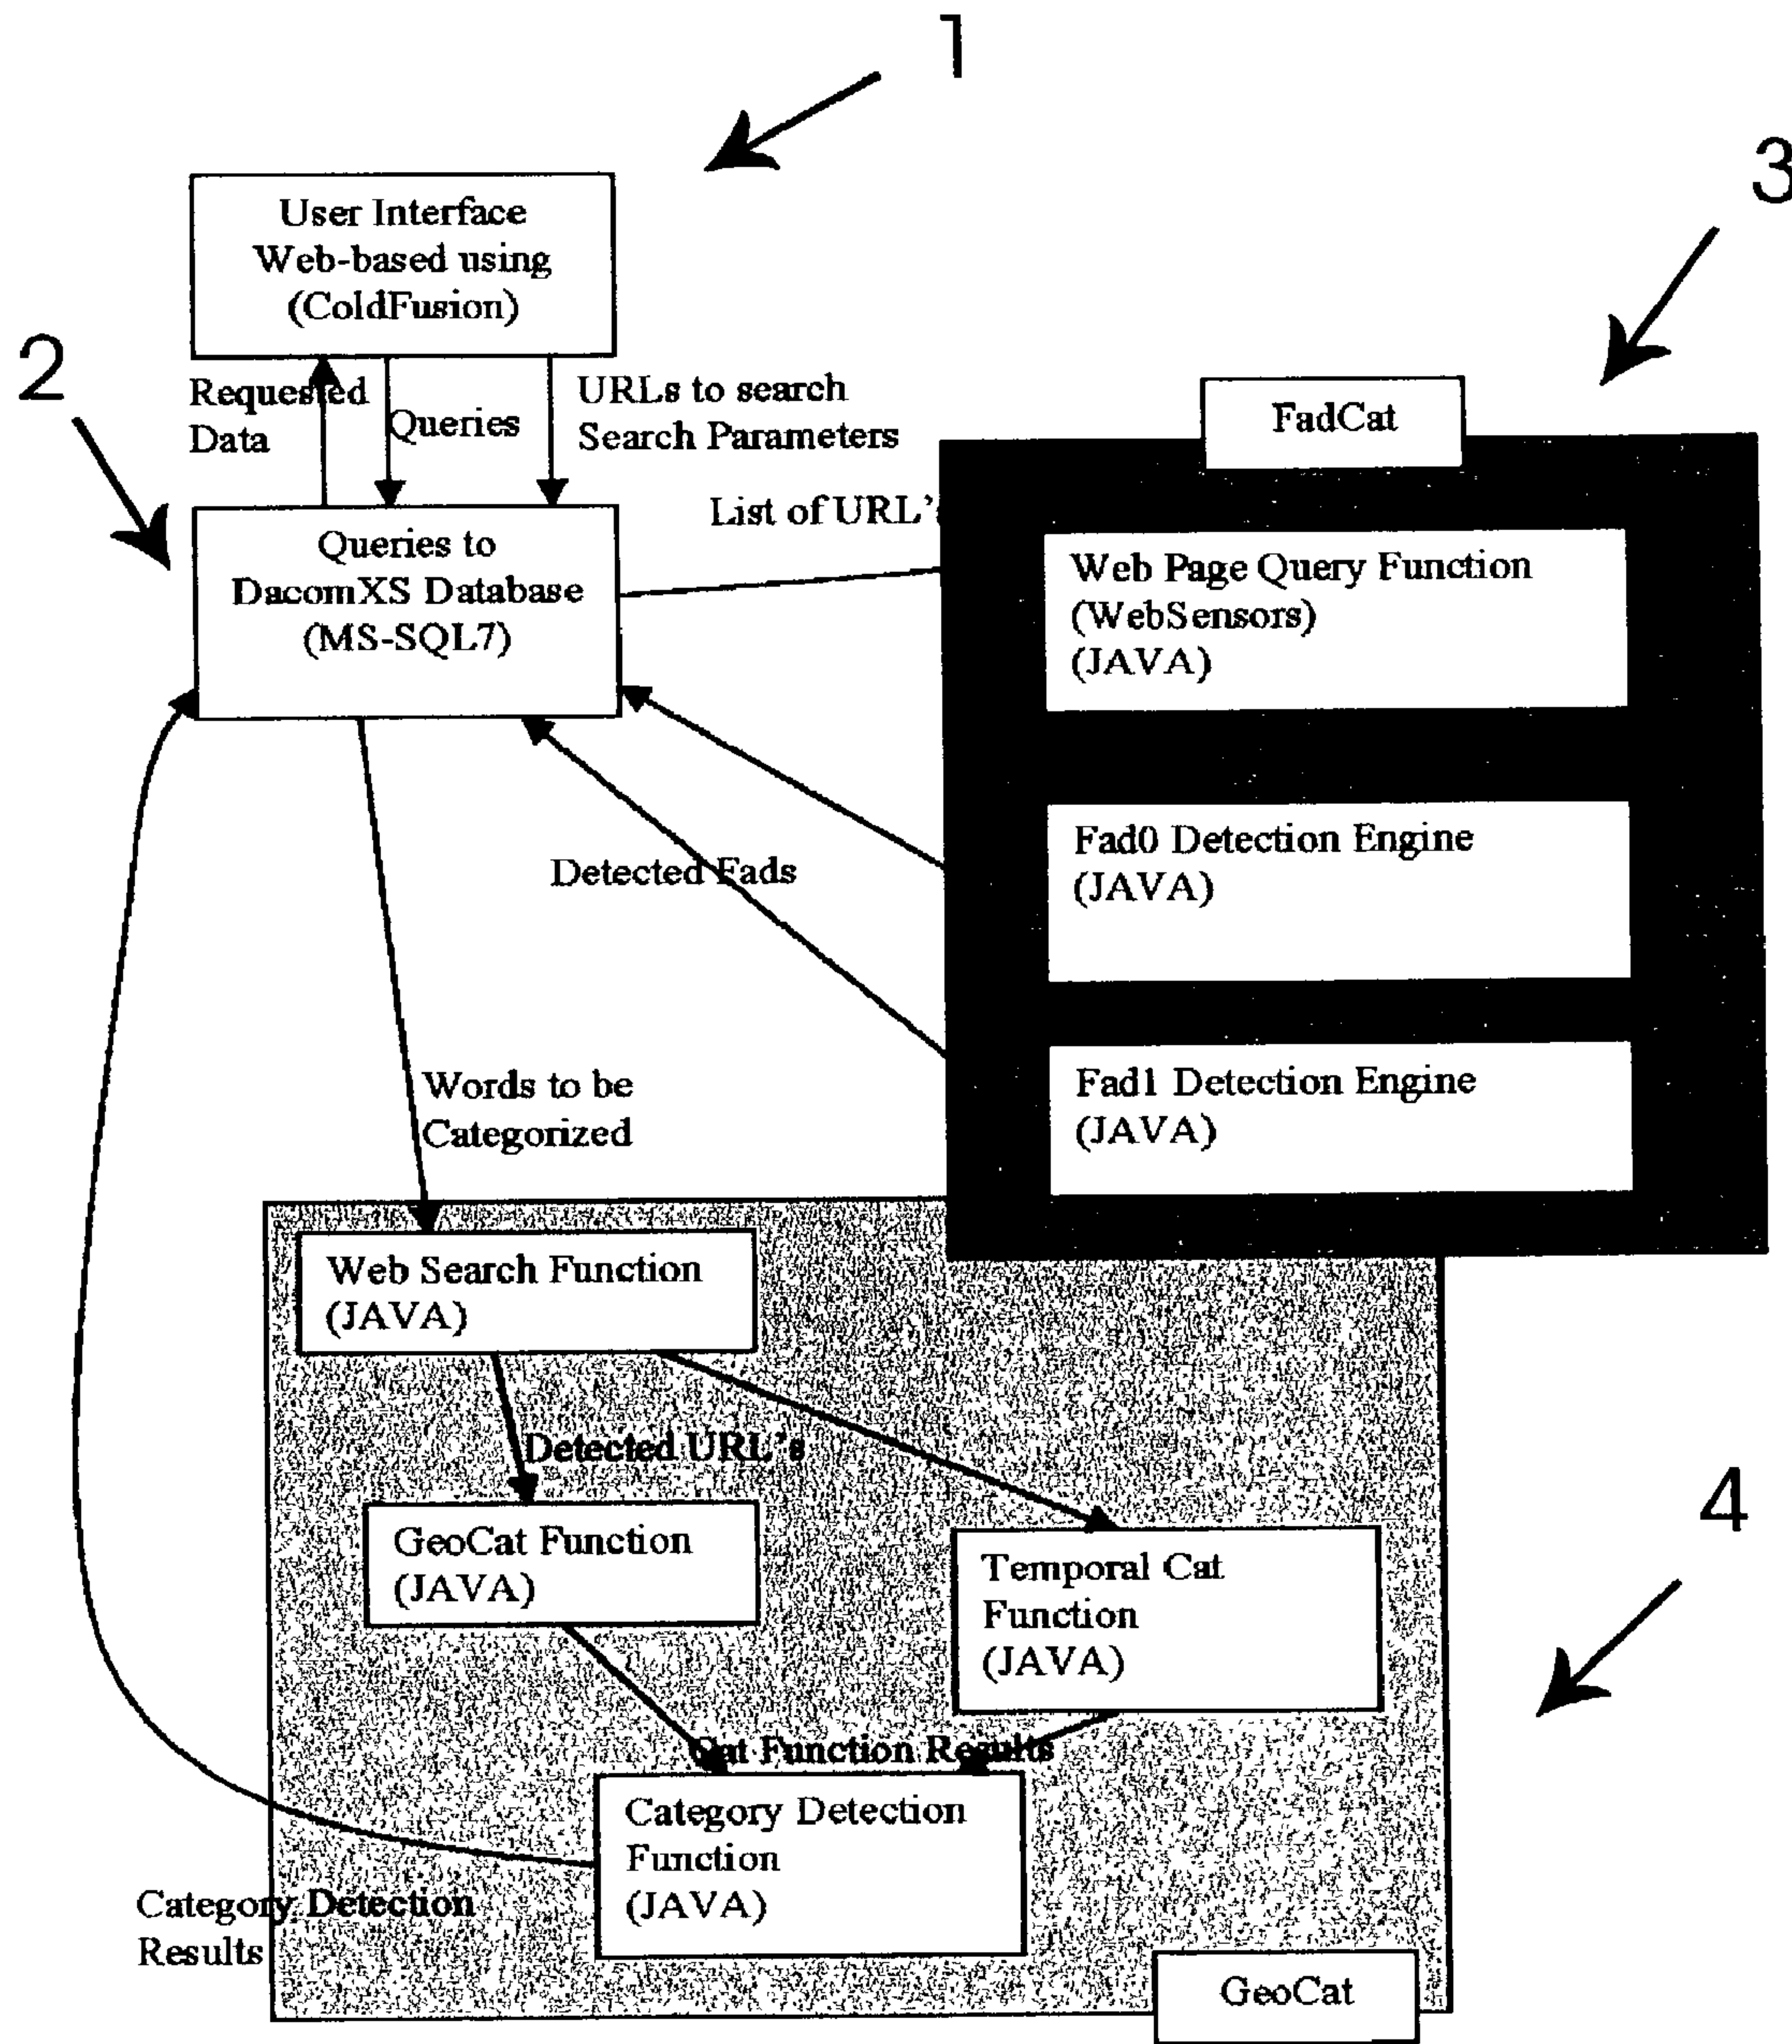 1
3
User Interface
Web-based using
(ColdFusion)
2
Requested
Data
Queries
URLs to search
Search Parameters
FadCat
List of URL'
Queries to
DacomXS Database
(MS-SQL7)
Web Page Query Function
(WebSensors)
(JAVA)
Fad0 Detection Engine
(JAVA)
Detected Fads
Fad1 Detection Engine
(JAVA)
Words to be
Categorized
Web Search Function
(JAVA)
Detected URL's
4
GeoCat Function
(JAVA)
Temporal Cat
Function
(JAVA)
Cat Function Results
Category Detection
Function
(JAVA)
Category Detection
Results
GeoCat